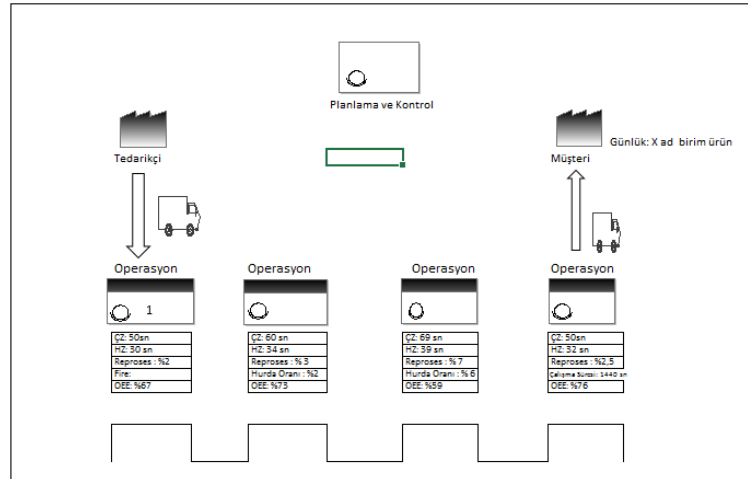 Planlama ve Kontrol
Tedarikçi
Müşteri
Günlük: X ad birim ürün
Operasyon
Operasyon
Operasyon
Operasyon
1
ÇZ: 50sn
HZ: 30 sn
Reproses : %2
Fire:
OEE: %67
ÇZ: 60 sn
HZ: 34 sn
Reproses : % 3
Hurda Oranı : %2
OEE: %73
ÇZ: 69 sn
HZ: 39 sn
Reproses : % 7
Hurda Oranı : % 6
OEE: %59
ÇZ: 50sn
HZ: 32 sn
Reproses : %2,5
Çalışma Süresi: 1440 sn
OEE: %76